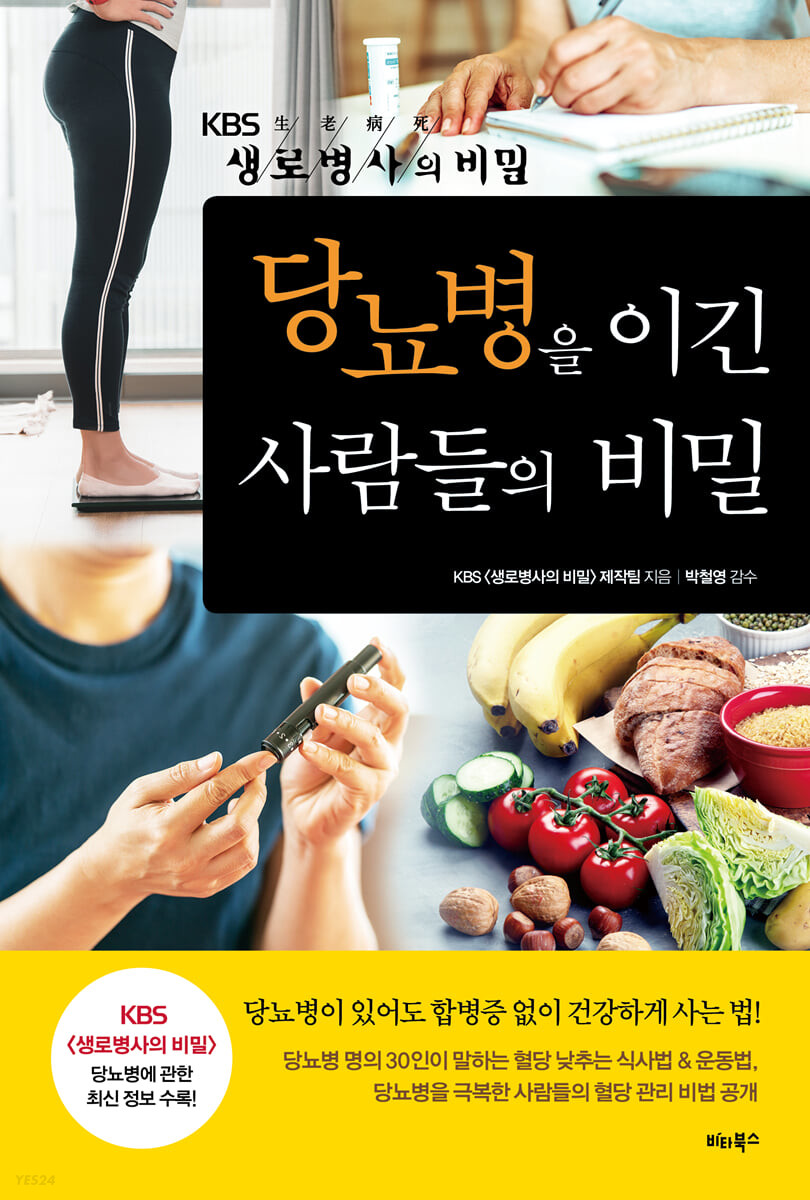 KBS 生老病死
생로병사의 비밀
당뇨병을 이긴
사람들의 비밀
KBS 〈생로병사의 비밀〉 제작팀 지음 | 박철영 감수
KBS
〈생로병사의 비밀〉
당뇨병에 관한
최신 정보 수록!
당뇨병이 있어도 합병증 없이 건강하게 사는 법!
당뇨병 명의 30인이 말하는 혈당 낮추는 식사법 & 운동법,
당뇨병을 극복한 사람들의 혈당 관리 비법 공개
비타북스
YES24